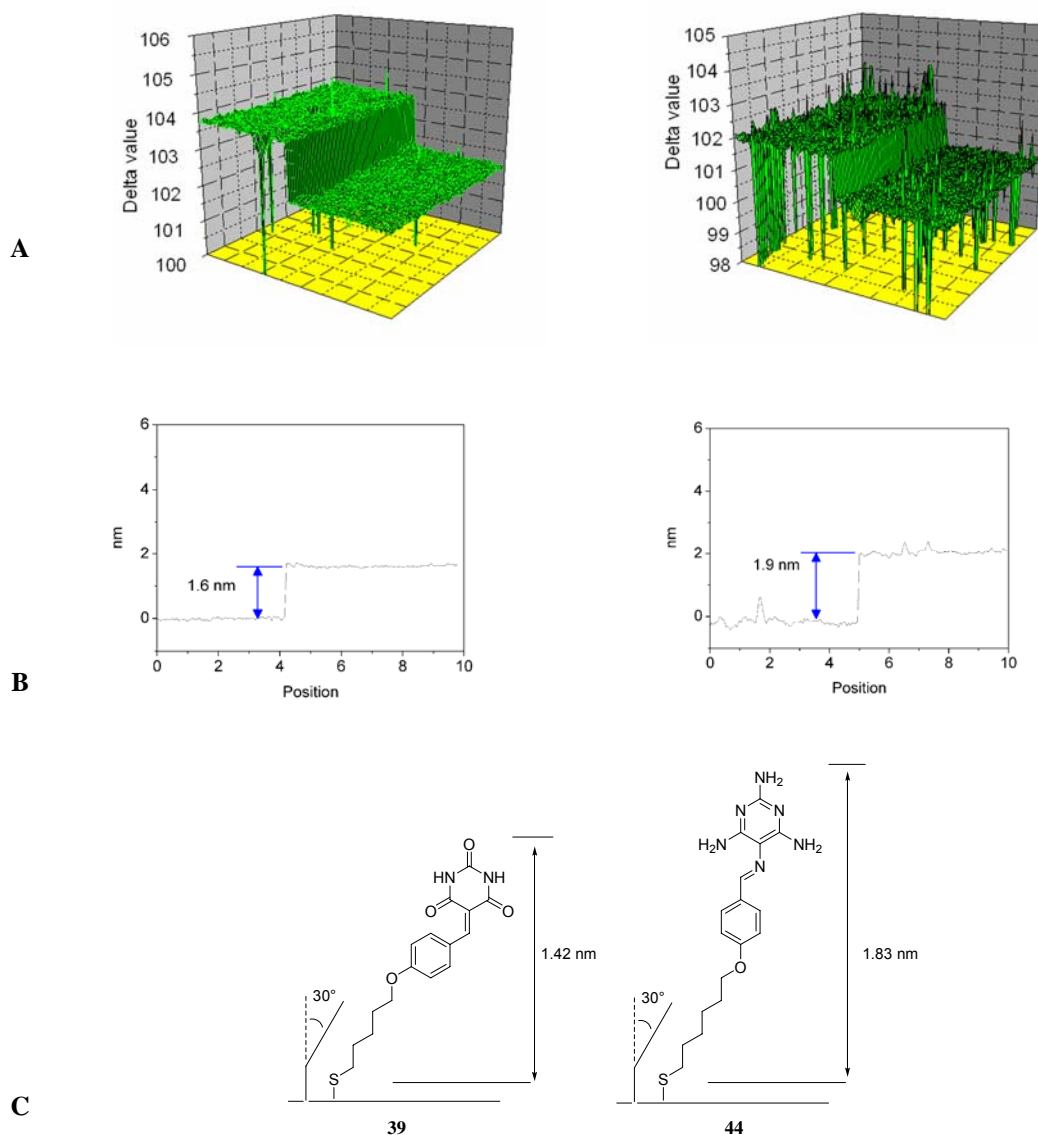 106
105
104
103
102
101
100
Delta value
105
104
103
102
101
100
99
98
Delta value
A
6
4
2
0
nm
1.6 nm
0 2 4 6 8 10
Position
6
4
2
0
nm
1.9 nm
0 2 4 6 8 10
Position
B
O
HN NH
O O
O
S
30°
1.42 nm
39
NH2
N N
H2N NH2
N
O
S
30°
1.83 nm
44
C